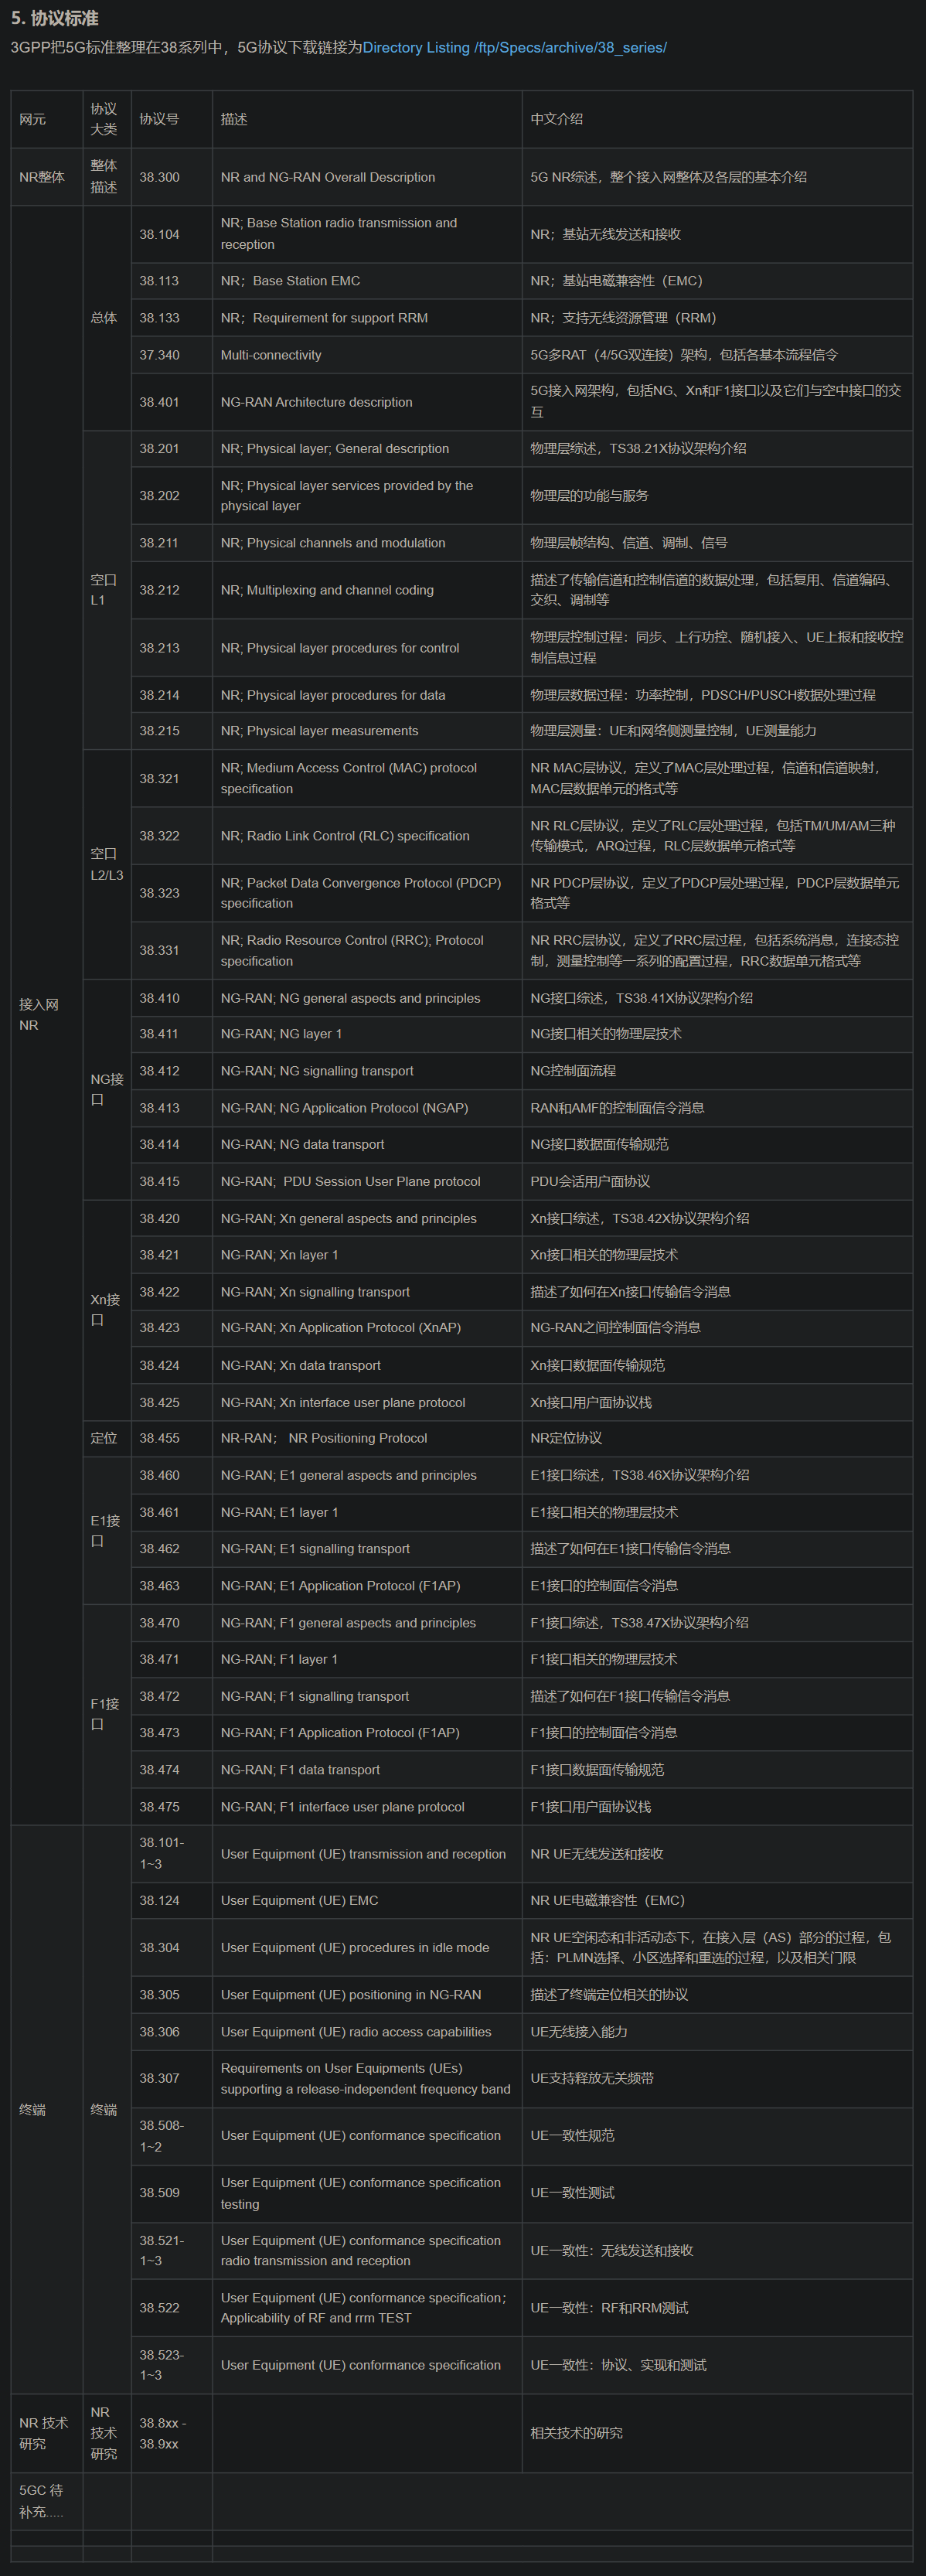 5. 协议标准
3GPP把5G标准整理在38系列中，5G协议下载链接为Directory Listing /ftp/Specs/archive/38_series/
网元
协议
大类
协议号
描述
中文介绍
NR整体
整体
描述
38.300
NR and NG-RAN Overall Description
5G NR综述，整个接入网整体及各层的基本介绍
接入网
NR
总体
38.104
NR; Base Station radio transmission and
reception
NR；基站无线发送和接收
38.113
NR；Base Station EMC
NR；基站电磁兼容性（EMC）
38.133
NR；Requirement for support RRM
NR；支持无线资源管理（RRM）
37.340
Multi-connectivity
5G多RAT（4/5G双连接）架构，包括各基本流程信令
38.401
NG-RAN Architecture description
5G接入网架构，包括NG、Xn和F1接口以及它们与空中接口的交
互
空口
L1
38.201
NR; Physical layer; General description
物理层综述，TS38.21X协议架构介绍
38.202
NR; Physical layer services provided by the
physical layer
物理层的功能与服务
38.211
NR; Physical channels and modulation
物理层帧结构、信道、调制、信号
38.212
NR; Multiplexing and channel coding
描述了传输信道和控制信道的数据处理，包括复用、信道编码、
交织、调制等
38.213
NR; Physical layer procedures for control
物理层控制过程：同步、上行功控、随机接入、UE上报和接收控
制信息过程
38.214
NR; Physical layer procedures for data
物理层数据过程：功率控制，PDSCH/PUSCH数据处理过程
38.215
NR; Physical layer measurements
物理层测量：UE和网络侧测量控制，UE测量能力
空口
L2/L3
38.321
NR; Medium Access Control (MAC) protocol
specification
NR MAC层协议，定义了MAC层处理过程，信道和信道映射，
MAC层数据单元的格式等
38.322
NR; Radio Link Control (RLC) specification
NR RLC层协议，定义了RLC层处理过程，包括TM/UM/AM三种
传输模式，ARQ过程，RLC层数据单元格式等
38.323
NR; Packet Data Convergence Protocol (PDCP)
specification
NR PDCP层协议，定义了PDCP层处理过程，PDCP层数据单元
格式等
38.331
NR; Radio Resource Control (RRC); Protocol
specification
NR RRC层协议，定义了RRC层过程，包括系统消息，连接态控
制，测量控制等一系列的配置过程，RRC数据单元格式等
NG接
口
38.410
NG-RAN; NG general aspects and principles
NG接口综述，TS38.41X协议架构介绍
38.411
NG-RAN; NG layer 1
NG接口相关的物理层技术
38.412
NG-RAN; NG signalling transport
NG控制面流程
38.413
NG-RAN; NG Application Protocol (NGAP)
RAN和AMF的控制面信令消息
38.414
NG-RAN; NG data transport
NG接口数据面传输规范
38.415
NG-RAN;  PDU Session User Plane protocol
PDU会话用户面协议
Xn接
口
38.420
NG-RAN; Xn general aspects and principles
Xn接口综述，TS38.42X协议架构介绍
38.421
NG-RAN; Xn layer 1
Xn接口相关的物理层技术
38.422
NG-RAN; Xn signalling transport
描述了如何在Xn接口传输信令消息
38.423
NG-RAN; Xn Application Protocol (XnAP)
NG-RAN之间控制面信令消息
38.424
NG-RAN; Xn data transport
Xn接口数据面传输规范
38.425
NG-RAN; Xn interface user plane protocol
Xn接口用户面协议栈
定位
38.455
NR-RAN； NR Positioning Protocol
NR定位协议
E1接
口
38.460
NG-RAN; E1 general aspects and principles
E1接口综述，TS38.46X协议架构介绍
38.461
NG-RAN; E1 layer 1
E1接口相关的物理层技术
38.462
NG-RAN; E1 signalling transport
描述了如何在E1接口传输信令消息
38.463
NG-RAN; E1 Application Protocol (F1AP)
E1接口的控制面信令消息
F1接
口
38.470
NG-RAN; F1 general aspects and principles
F1接口综述，TS38.47X协议架构介绍
38.471
NG-RAN; F1 layer 1
F1接口相关的物理层技术
38.472
NG-RAN; F1 signalling transport
描述了如何在F1接口传输信令消息
38.473
NG-RAN; F1 Application Protocol (F1AP)
F1接口的控制面信令消息
38.474
NG-RAN; F1 data transport
F1接口数据面传输规范
38.475
NG-RAN; F1 interface user plane protocol
F1接口用户面协议栈
终端
终端
38.101-
1~3
User Equipment (UE) transmission and reception
NR UE无线发送和接收
38.124
User Equipment (UE) EMC
NR UE电磁兼容性（EMC）
38.304
User Equipment (UE) procedures in idle mode
NR UE空闲态和非活动态下，在接入层（AS）部分的过程，包
括：PLMN选择、小区选择和重选的过程，以及相关门限
38.305
User Equipment (UE) positioning in NG-RAN
描述了终端定位相关的协议
38.306
User Equipment (UE) radio access capabilities
UE无线接入能力
38.307
Requirements on User Equipments (UEs)
supporting a release-independent frequency band
UE支持释放无关频带
38.508-
1~2
User Equipment (UE) conformance specification
UE一致性规范
38.509
User Equipment (UE) conformance specification
testing
UE一致性测试
38.521-
1~3
User Equipment (UE) conformance specification
radio transmission and reception
UE一致性：无线发送和接收
38.522
User Equipment (UE) conformance specification；
Applicability of RF and rrm TEST
UE一致性：RF和RRM测试
38.523-
1~3
User Equipment (UE) conformance specification
UE一致性：协议、实现和测试
NR 技术
研究
NR
技术
研究
38.8xx -
38.9xx
相关技术的研究
5GC 待
补充.....